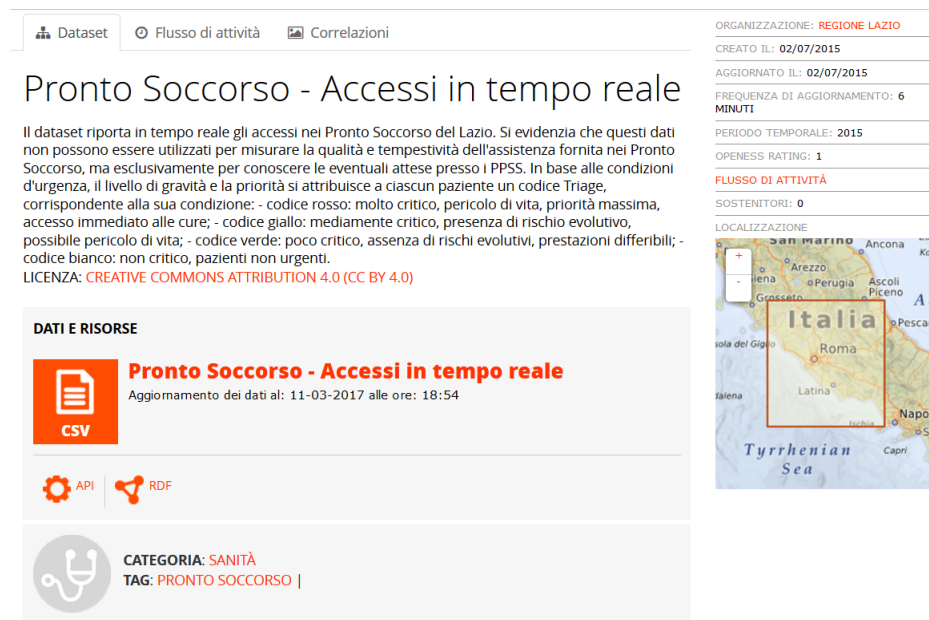 Dataset
Flusso di attività
Correlazioni
Pronto Soccorso - Accessi in tempo reale
Il dataset riporta in tempo reale gli accessi nei Pronto Soccorso del Lazio. Si evidenzia che questi dati
non possono essere utilizzati per misurare la qualità e tempestività dell'assistenza fornita nei Pronto
Soccorso, ma esclusivamente per conoscere le eventuali attese presso i PPSS. In base alle condizioni
d'urgenza, il livello di gravità e la priorità si attribuisce a ciascun paziente un codice Triage,
corrispondente alla sua condizione: - codice rosso: molto critico, pericolo di vita, priorità massima,
accesso immediato alle cure; - codice giallo: mediamente critico, presenza di rischio evolutivo,
possibile pericolo di vita; - codice verde: poco critico, assenza di rischi evolutivi, prestazioni differibili; -
codice bianco: non critico, pazienti non urgenti.
LICENZA: CREATIVE COMMONS ATTRIBUTION 4.0 (CC BY 4.0)
DATI E RISORSE
CSV
Pronto Soccorso - Accessi in tempo reale
Aggiornamento dei dati al: 11-03-2017 alle ore: 18:54
API
RDF
CATEGORIA: SANITÀ
TAG: PRONTO SOCCORSO |
ORGANIZZAZIONE: REGIONE LAZIO
CREATO IL: 02/07/2015
AGGIORNATO IL: 02/07/2015
FREQUENZA DI AGGIORNAMENTO: 6
MINUTI
PERIODO TEMPORALE: 2015
OPENESS RATING: 1
FLUSSO DI ATTIVITÀ
SOSTENITORI: 0
LOCALIZZAZIONE
+
-
San Marino
Ancona
Arezzo
iena
Perugia
Ascoli
Piceno
Grosseto
A
Italia
Pesca
sola del Giglio
Roma
Latina
dalena
Ischia
Napo
Capri
Tyrrhenian
Sea